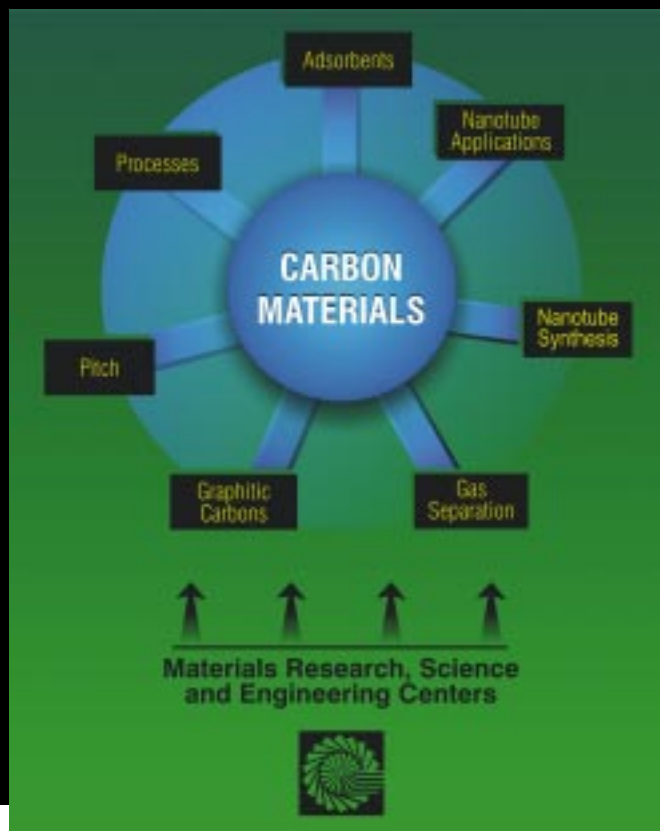 Adsorbents
Nanotube
Applications
Processes
CARBON
MATERIALS
Nanotube
Synthesis
Pitch
Graphitic
Carbons
Gas
Separation
Materials Research, Science
and Engineering Centers